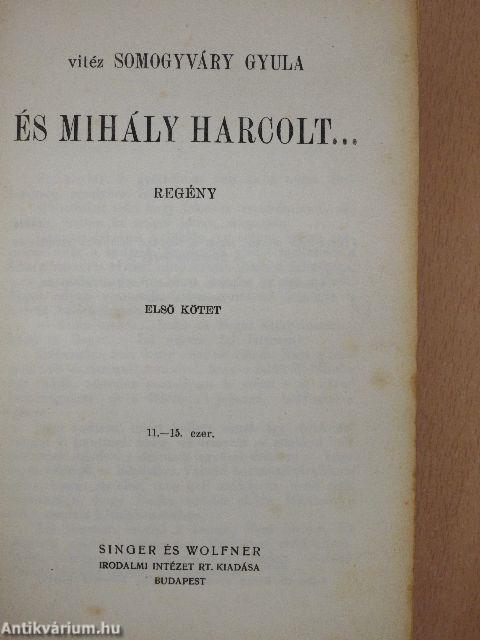 vitéz SOMOGYVÁRY GYULA
ÉS MIHÁLY HARCOLT...
REGÉNY
ELSŐ KÖTET
11.—15. ezer.
SINGER ÉS WOLFNER
IRODALMI INTÉZET RT. KIADÁSA
BUDAPEST
Antikvárium.hu